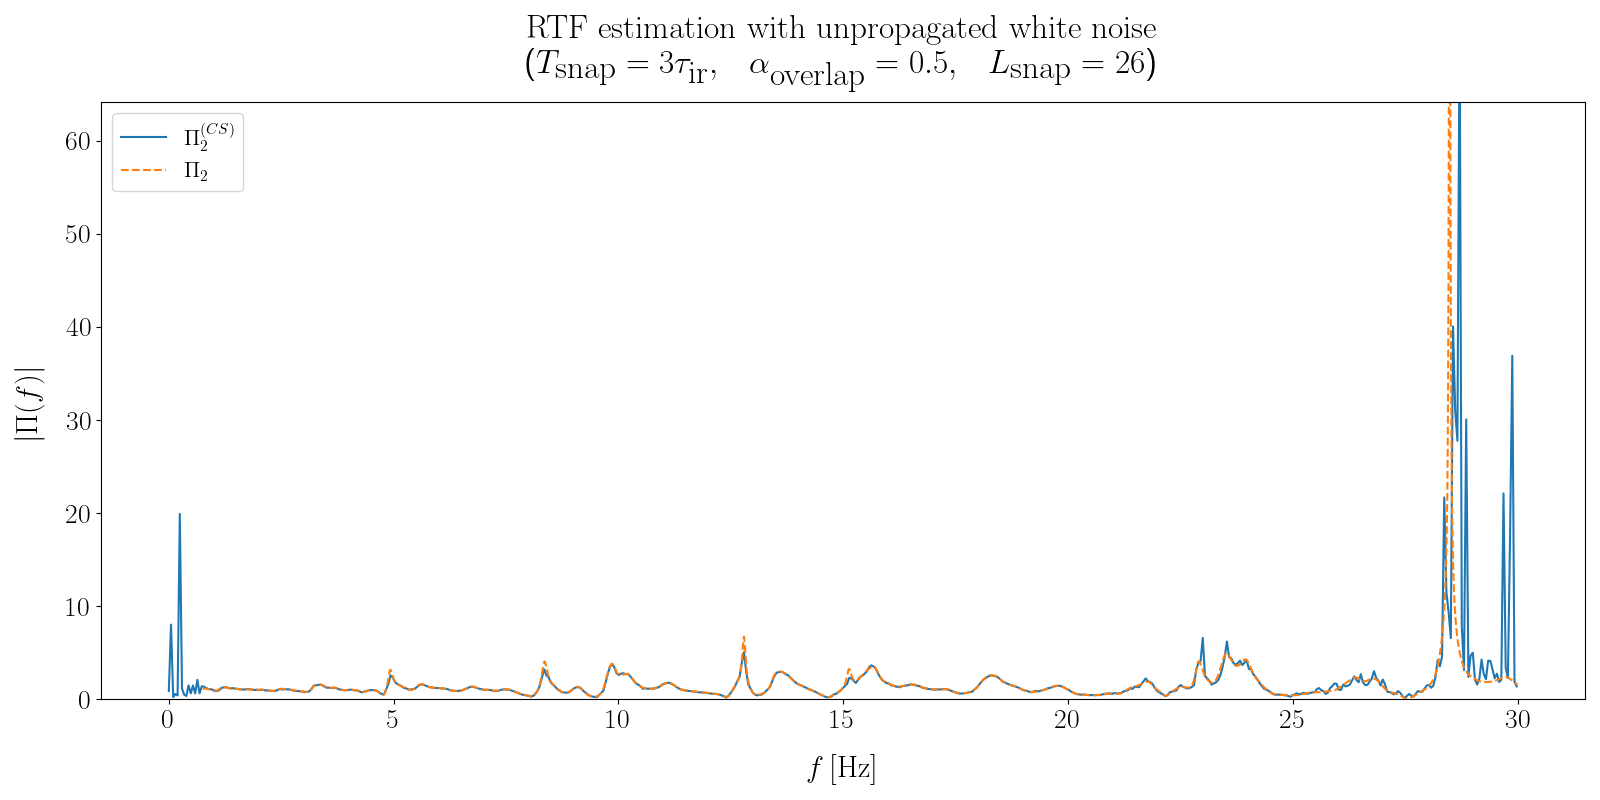 RTF estimation with unpropagated white noise
(T_snap = 3τ_ir,   α_overlap = 0.5,   L_snap = 26)
Π_2^(CS)
Π_2
60
50
40
30
20
10
0
|Π(f)|
0 5 10 15 20 25 30
f [Hz]